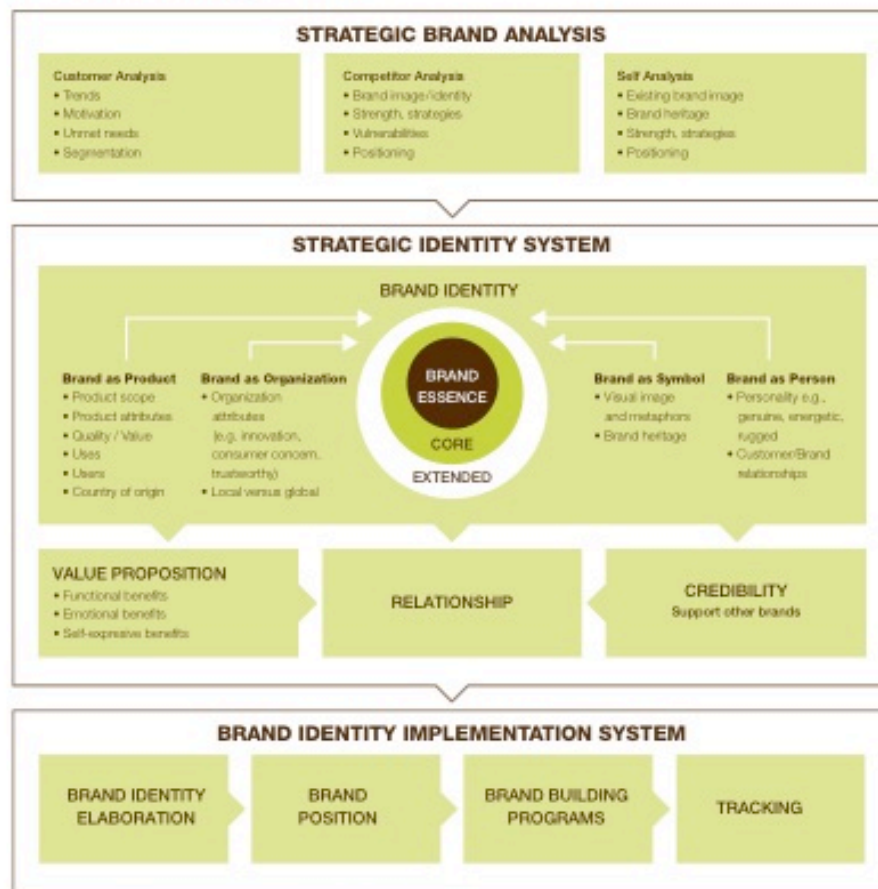 STRATEGIC BRAND ANALYSIS
Customer Analysis
• Trends
• Motivation
• Unmet needs
• Segmentation
Competitor Analysis
• Brand image/identity
• Strength, strategies
• Vulnerabilities
• Positioning
Self Analysis
• Existing brand image
• Brand heritage
• Strength, strategies
• Positioning
STRATEGIC IDENTITY SYSTEM
BRAND IDENTITY
Brand as Product
• Product scope
• Product attributes
• Quality / Value
• Uses
• Users
• Country of origin
Brand as Organization
• Organization
attributes
(e.g. innovation,
consumer concern,
trustworthy)
• Local versus global
BRAND
ESSENCE
CORE
EXTENDED
Brand as Symbol
• Visual image
and metaphors
• Brand heritage
Brand as Person
• Personality e.g.,
genuine, energetic,
rugged
• Customer/Brand
relationships
VALUE PROPOSITION
• Functional benefits
• Emotional benefits
• Self-expresive benefits
RELATIONSHIP
CREDIBILITY
Support other brands
BRAND IDENTITY IMPLEMENTATION SYSTEM
BRAND IDENTITY
ELABORATION
BRAND
POSITION
BRAND BUILDING
PROGRAMS
TRACKING